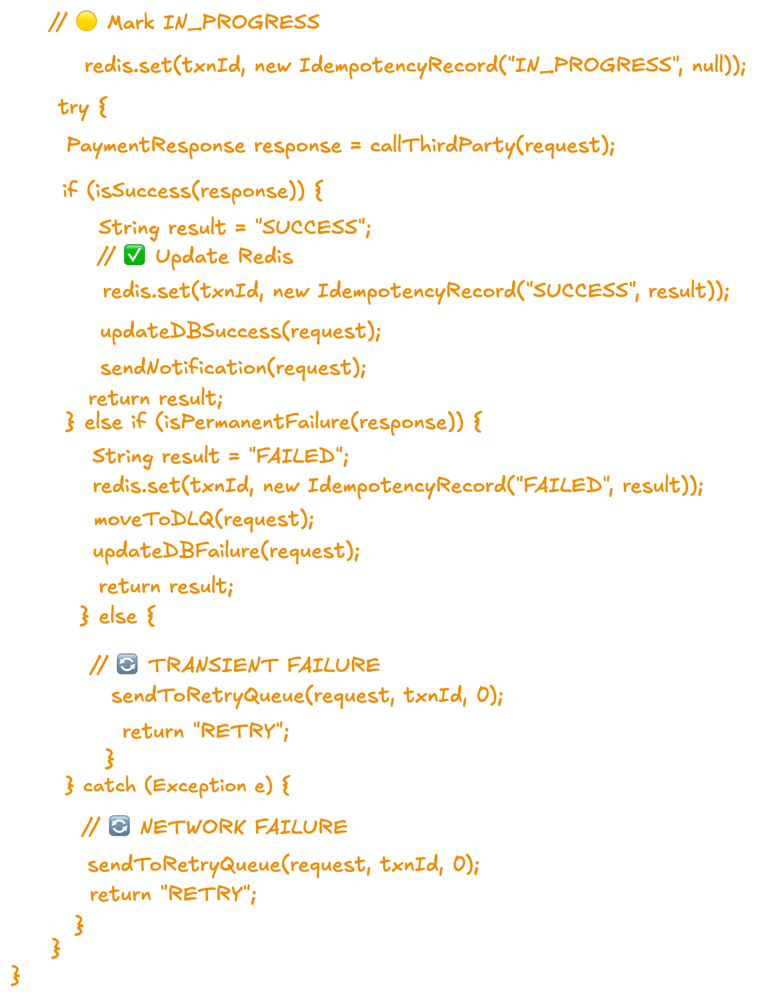 // 🟡 Mark IN_PROGRESS
redis.set(txnId, new IdempotencyRecord("IN_PROGRESS", null));
try {
PaymentResponse response = callThirdParty(request);
if (isSuccess(response)) {
String result = "SUCCESS";
// ✅ Update Redis
redis.set(txnId, new IdempotencyRecord("SUCCESS", result));
updateDBSuccess(request);
sendNotification(request);
return result;
} else if (isPermanentFailure(response)) {
String result = "FAILED";
redis.set(txnId, new IdempotencyRecord("FAILED", result));
moveToDLQ(request);
updateDBFailure(request);
return result;
} else {
// 🔄 TRANSIENT FAILURE
sendToRetryQueue(request, txnId, 0);
return "RETRY";
}
} catch (Exception e) {
// 🔄 NETWORK FAILURE
sendToRetryQueue(request, txnId, 0);
return "RETRY";
}
}
}